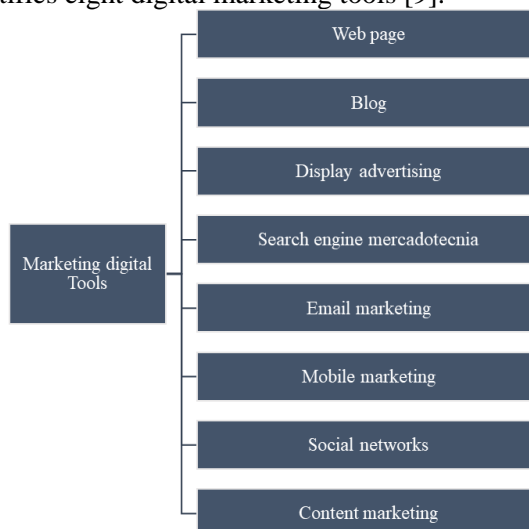 eight digital marketing tools [9].
Web page
Blog
Display advertising
Search engine mercadotecnia
Marketing digital
Tools
Email marketing
Mobile marketing
Social networks
Content marketing